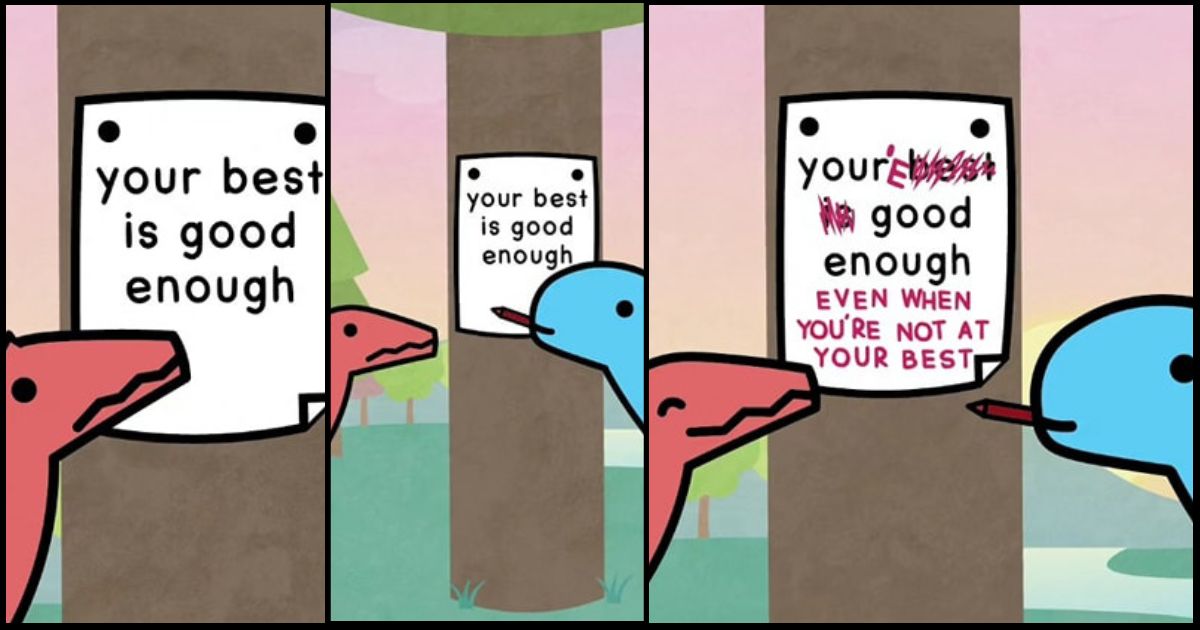 your best
is good
enough
your best
is good
enough
your'E
good
enough
EVEN WHEN
YOU'RE NOT AT
YOUR BEST